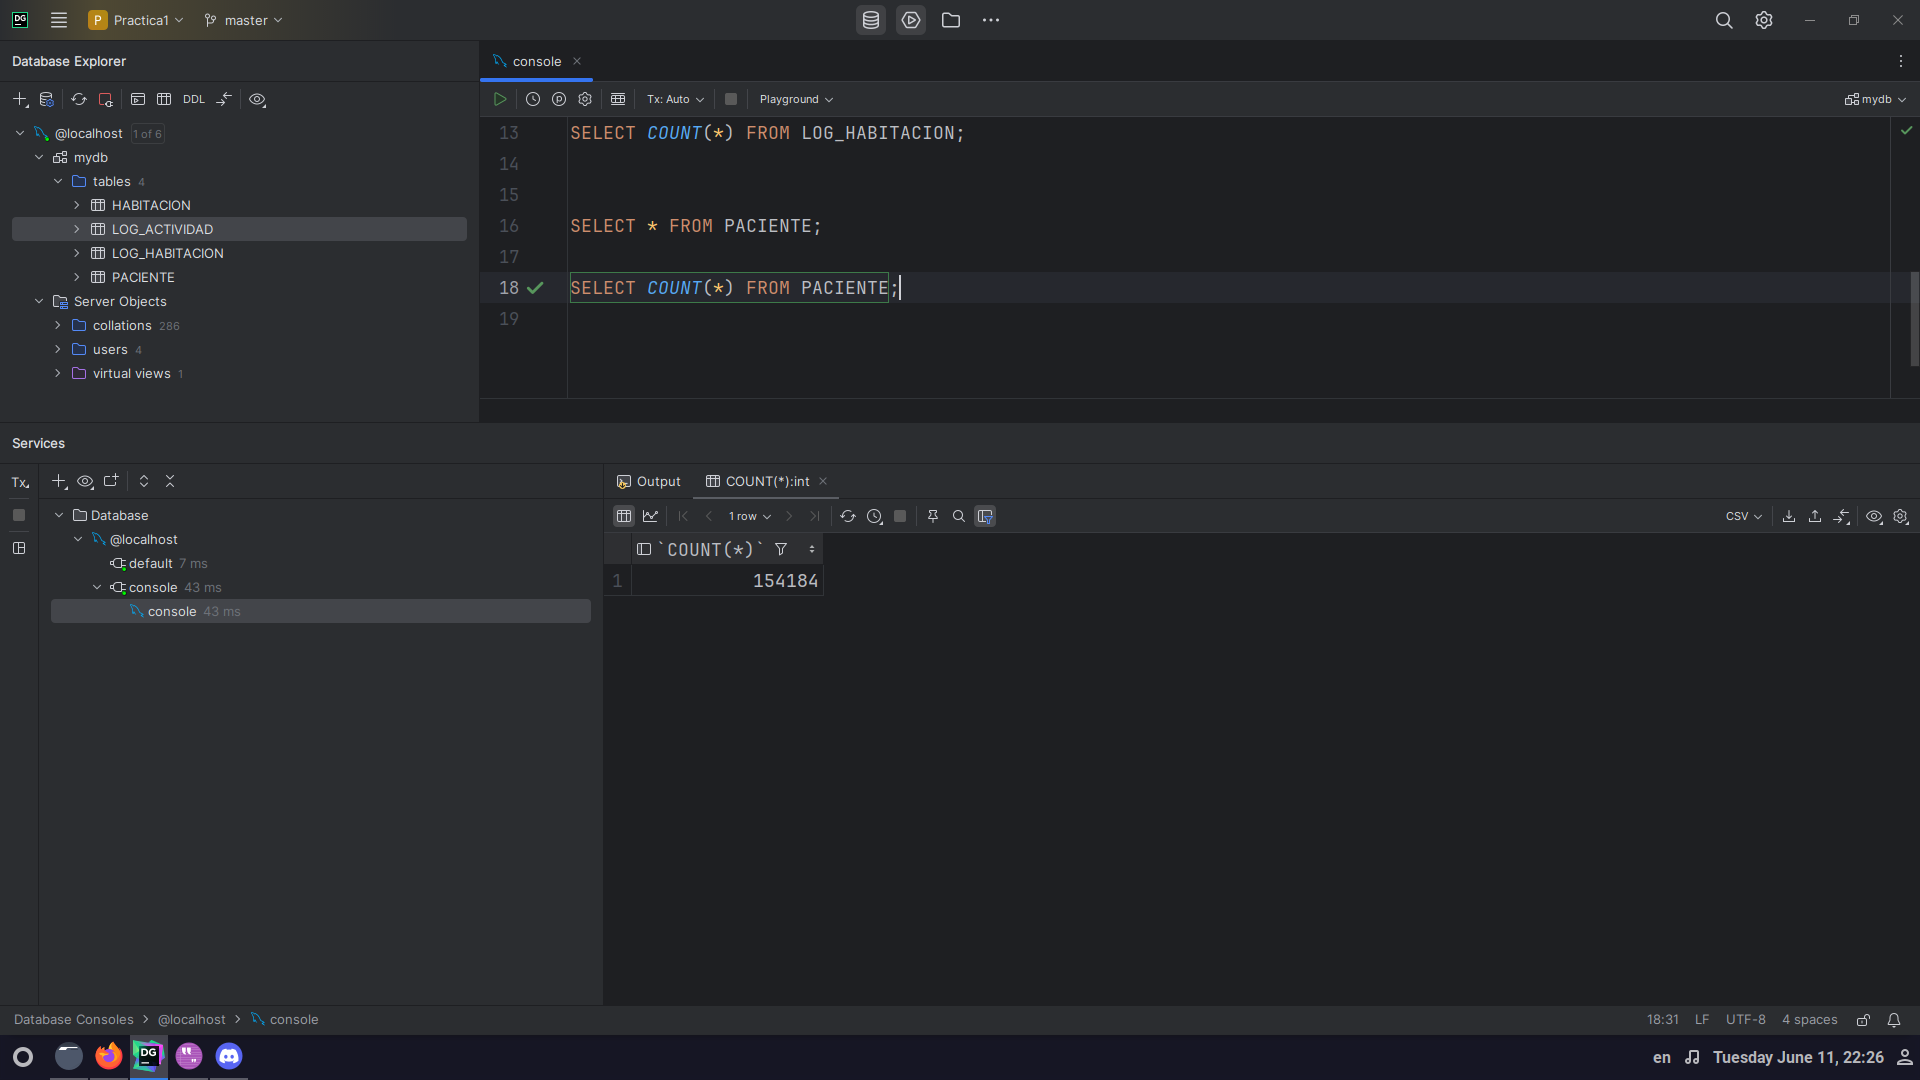 DG
P Practica1
master
Database Explorer
console
DDL
Tx: Auto
Playground
mydb
@localhost 1 of 6
mydb
tables 4
HABITACION
LOG_ACTIVIDAD
LOG_HABITACION
PACIENTE
Server Objects
collations 286
users 4
virtual views 1
13 SELECT COUNT(*) FROM LOG_HABITACION;
14
15
16 SELECT * FROM PACIENTE;
17
18 SELECT COUNT(*) FROM PACIENTE;
19
Services
Tx
Database
@localhost
default 7 ms
console 43 ms
console 43 ms
Output
COUNT(*):int
1 row
CSV
`COUNT(*)`
1 154184
Database Consoles > @localhost > console
18:31 LF UTF-8 4 spaces
DG
en
Tuesday June 11, 22:26